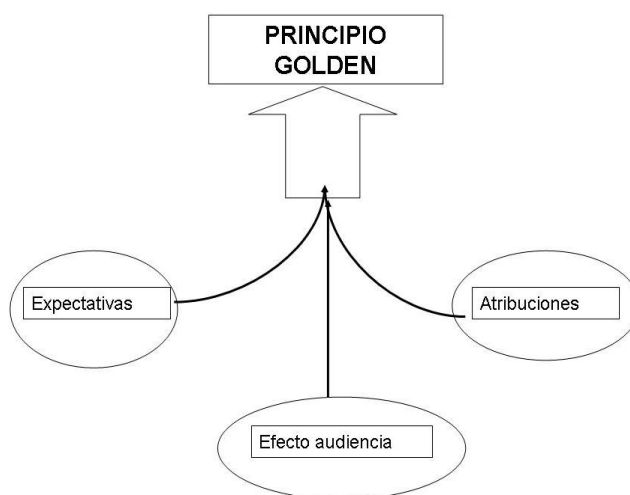 PRINCIPIO
GOLDEN
Expectativas
Atribuciones
Efecto audiencia